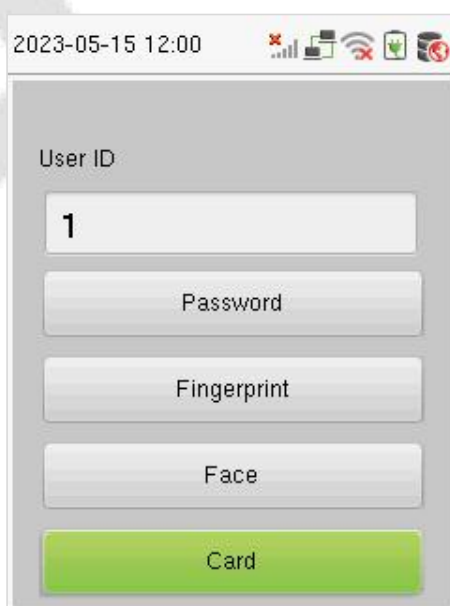 2023-05-15 12:00
User ID
1
Password
Fingerprint
Face
Card